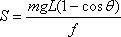 S = mgL(1 - cos θ) / f